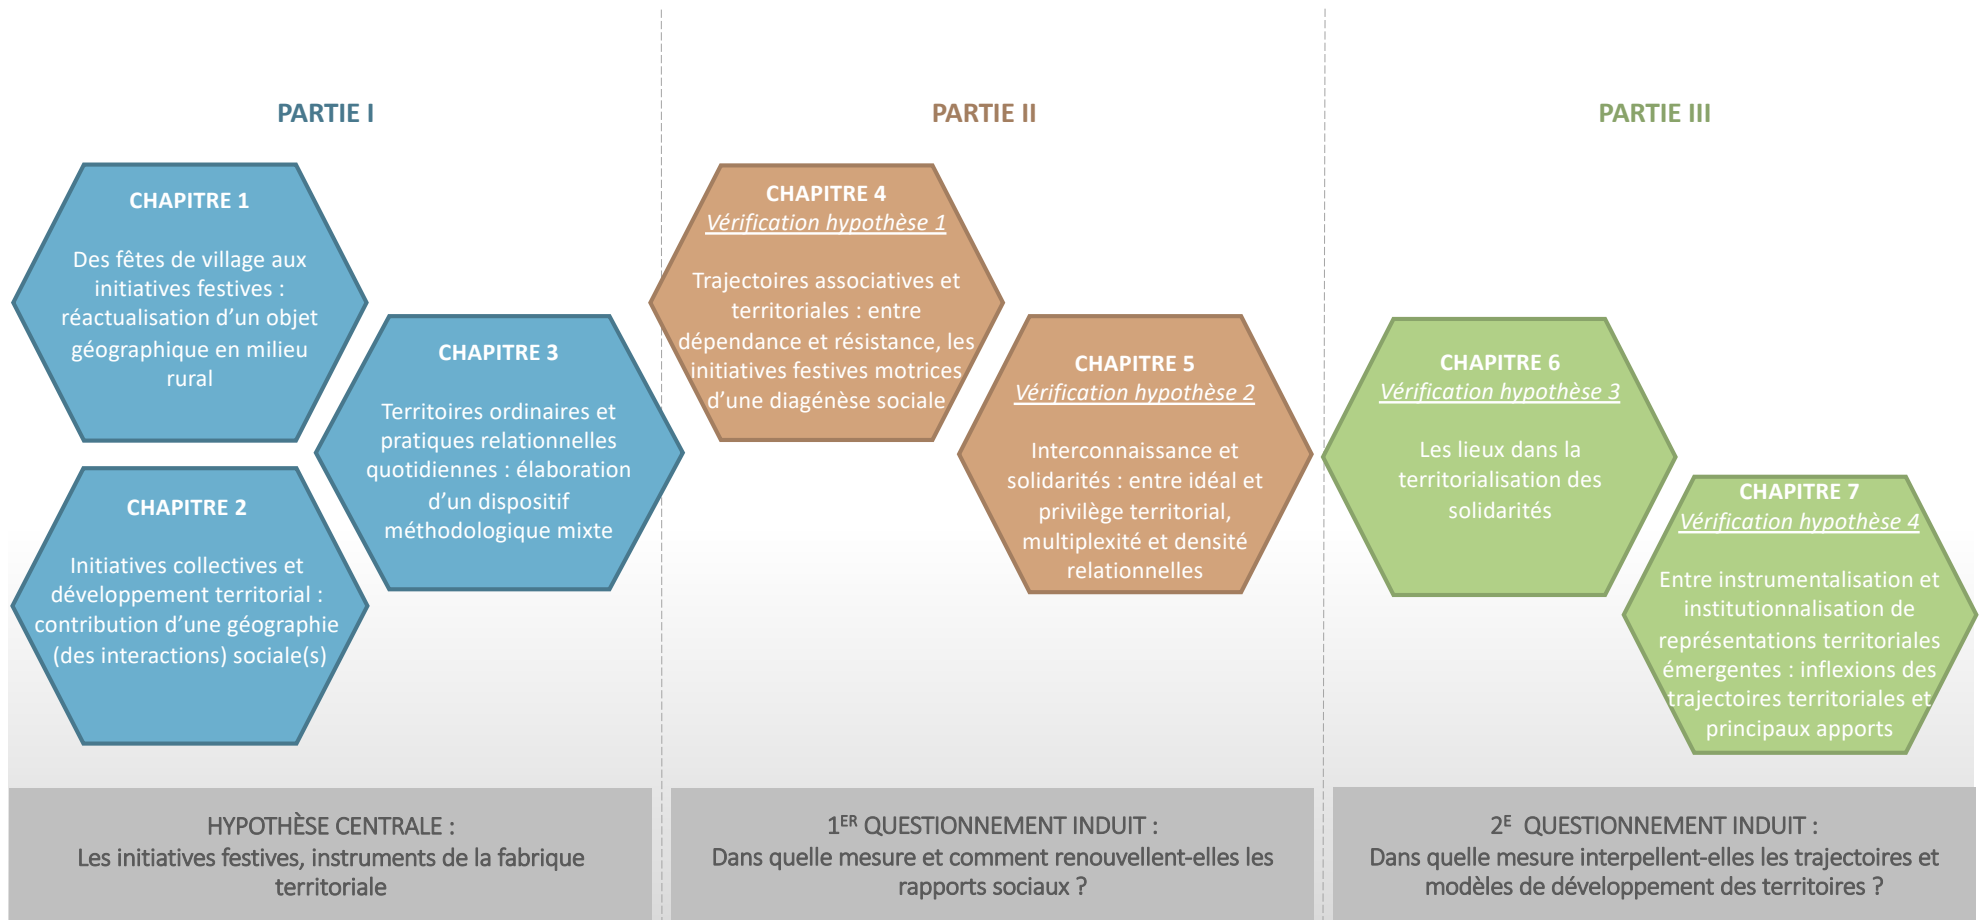 PARTIE I
CHAPITRE 1
Des fêtes de village aux
initiatives festives :
réactualisation d’un objet
géographique en milieu
rural
CHAPITRE 2
Initiatives collectives et
développement territorial :
contribution d’une géographie
(des interactions) sociale(s)
CHAPITRE 3
Territoires ordinaires et
pratiques relationnelles
quotidiennes : élaboration
d’un dispositif
méthodologique mixte
HYPOTHÈSE CENTRALE :
Les initiatives festives, instruments de la fabrique
territoriale
PARTIE II
CHAPITRE 4
Vérification hypothèse 1
Trajectoires associatives et
territoriales : entre
dépendance et résistance, les
initiatives festives motrices
d’une diagénèse sociale
CHAPITRE 5
Vérification hypothèse 2
Interconnaissance et
solidarités : entre idéal et
privilège territorial,
multiplexité et densité
relationnelles
1ER QUESTIONNEMENT INDUIT :
Dans quelle mesure et comment renouvellent-elles les
rapports sociaux ?
PARTIE III
CHAPITRE 6
Vérification hypothèse 3
Les lieux dans la
territorialisation des
solidarités
CHAPITRE 7
Vérification hypothèse 4
Entre instrumentalisation et
institutionnalisation de
représentations territoriales
émergentes : inflexions des
trajectoires territoriales et
principaux apports
2E QUESTIONNEMENT INDUIT :
Dans quelle mesure interpellent-elles les trajectoires et
modèles de développement des territoires ?